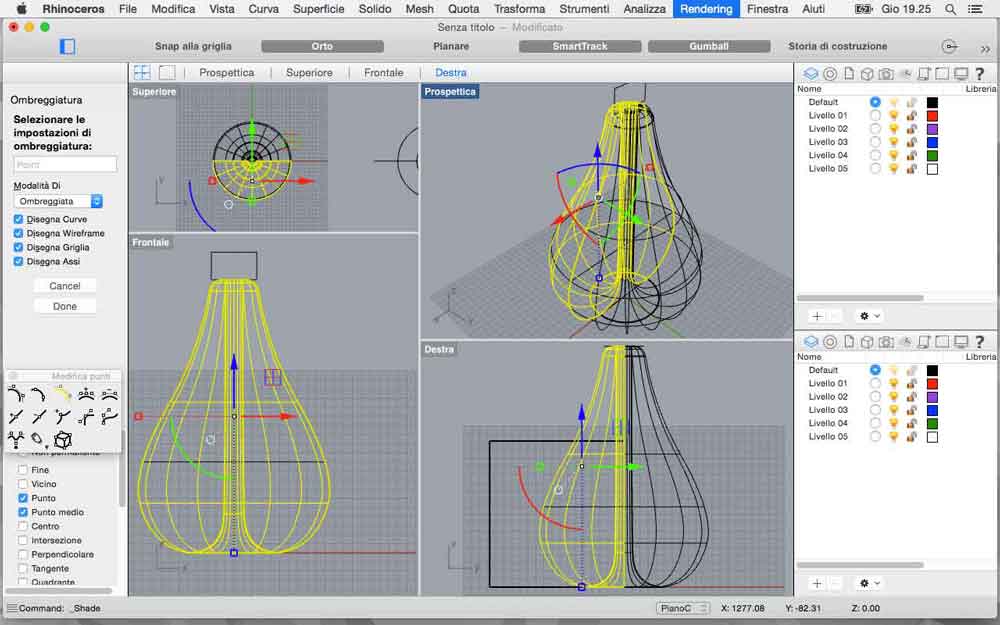 Rhinoceros File Modifica Vista Curva Superficie Solido Mesh Quota Trasforma Strumenti Analizza Rendering Finestra Aiuti Gio 19.25
Senza titolo — Modificato
Snap alla griglia Orto Planare SmartTrack Gumball Storia di costruzione
Prospettica Superiore Frontale Destra
Ombreggiatura
Selezionare le
impostazioni di
ombreggiatura:
Point
Modalità Di
Ombreggiata
Disegna Curve
Disegna Wireframe
Disegna Griglia
Disegna Assi
Cancel
Done
Modifica punti
Non permanente
Fine
Vicino
Punto
Punto medio
Centro
Intersezione
Perpendicolare
Tangente
Quadrante
Superiore
Y
X
Prospettica
Z
Y
X
Frontale
Z
X
Destra
Z
Y
Nome Libreria
Default
Livello 01
Livello 02
Livello 03
Livello 04
Livello 05
Nome Libreria
Default
Livello 01
Livello 02
Livello 03
Livello 04
Livello 05
Command: _Shade PianoC X: 1277.08 Y: -82.31 Z: 0.00